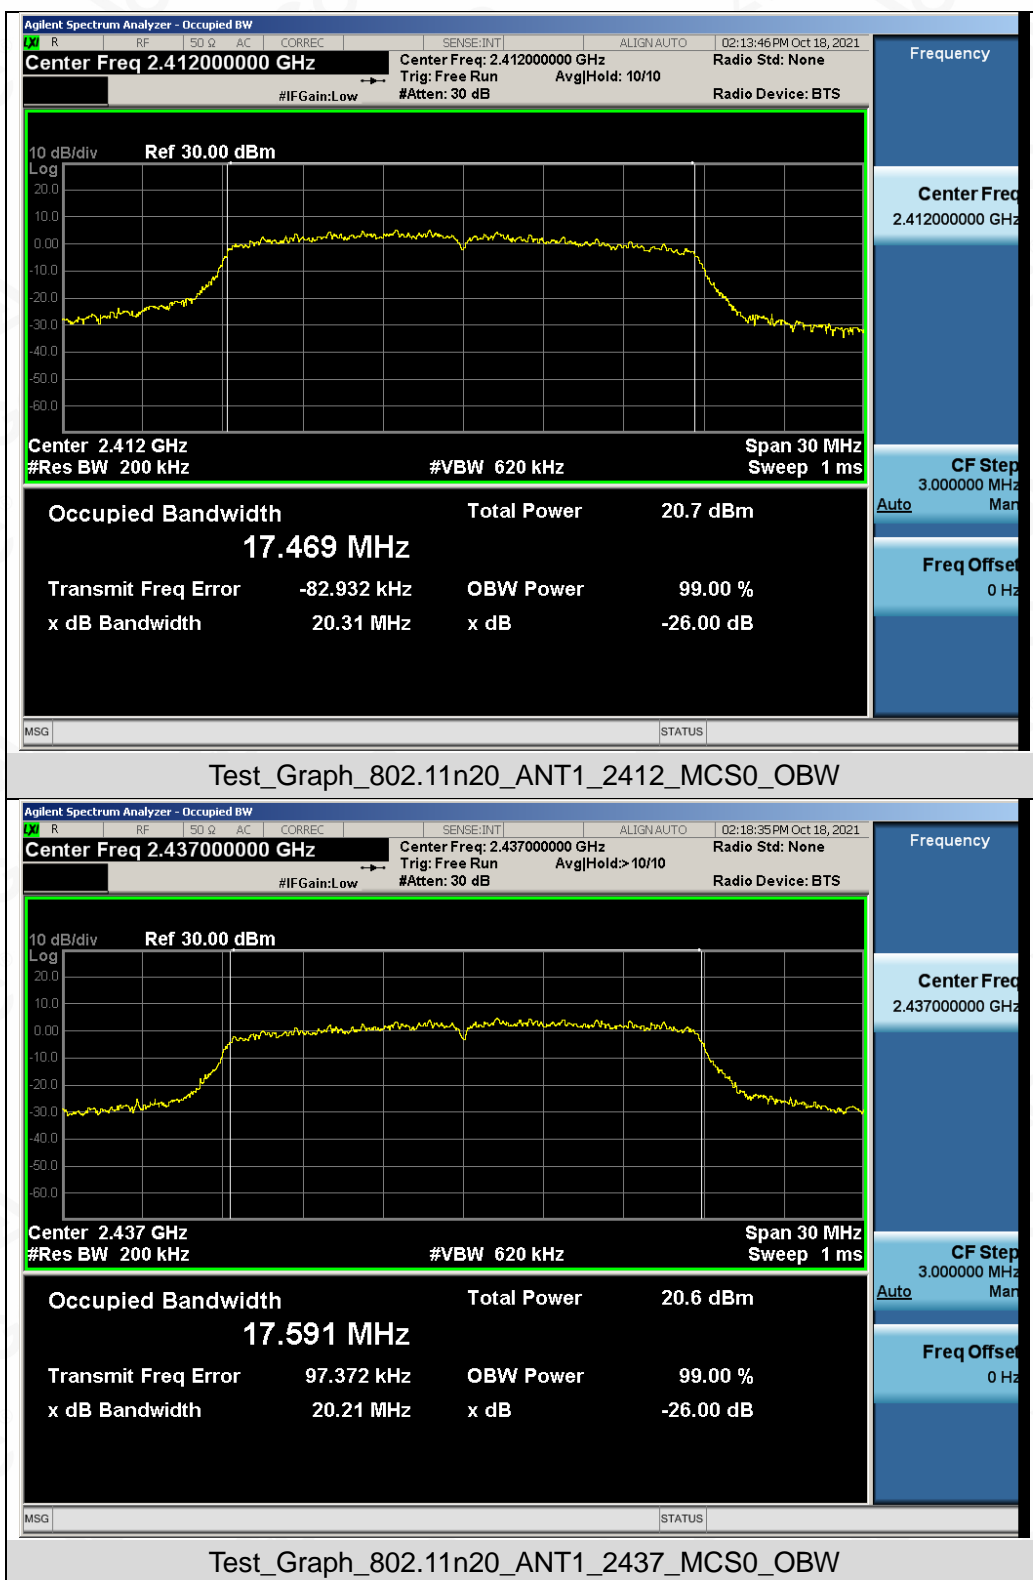 Agilent Spectrum Analyzer - Occupied BW
LXI R RF 50 Ω AC CORREC SENSE:INT ALIGN AUTO 02:13:46 PM Oct 18, 2021
Center Freq 2.412000000 GHz Center Freq: 2.412000000 GHz Radio Std: None
Trig: Free Run Avg|Hold: 10/10
#IFGain:Low #Atten: 30 dB Radio Device: BTS
Frequency
10 dB/div Ref 30.00 dBm
Log
20.0
10.0
0.00
-10.0
-20.0
-30.0
-40.0
-50.0
-60.0
Center 2.412 GHz Span 30 MHz
#Res BW 200 kHz #VBW 620 kHz Sweep 1 ms
Center Freq
2.412000000 GHz
CF Step
3.000000 MHz
Auto Man
Freq Offset
0 Hz
Occupied Bandwidth Total Power 20.7 dBm
17.469 MHz
Transmit Freq Error -82.932 kHz OBW Power 99.00 %
x dB Bandwidth 20.31 MHz x dB -26.00 dB
MSG STATUS
Test_Graph_802.11n20_ANT1_2412_MCS0_OBW
Agilent Spectrum Analyzer - Occupied BW
LXI R RF 50 Ω AC CORREC SENSE:INT ALIGN AUTO 02:18:35 PM Oct 18, 2021
Center Freq 2.437000000 GHz Center Freq: 2.437000000 GHz Radio Std: None
Trig: Free Run Avg|Hold:> 10/10
#IFGain:Low #Atten: 30 dB Radio Device: BTS
Frequency
10 dB/div Ref 30.00 dBm
Log
20.0
10.0
0.00
-10.0
-20.0
-30.0
-40.0
-50.0
-60.0
Center 2.437 GHz Span 30 MHz
#Res BW 200 kHz #VBW 620 kHz Sweep 1 ms
Center Freq
2.437000000 GHz
CF Step
3.000000 MHz
Auto Man
Freq Offset
0 Hz
Occupied Bandwidth Total Power 20.6 dBm
17.591 MHz
Transmit Freq Error 97.372 kHz OBW Power 99.00 %
x dB Bandwidth 20.21 MHz x dB -26.00 dB
MSG STATUS
Test_Graph_802.11n20_ANT1_2437_MCS0_OBW